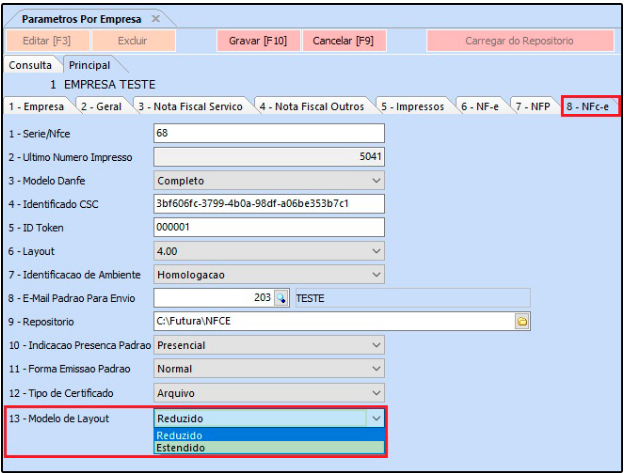 Parametros Por Empresa
Editar [F3] Excluir Gravar [F10] Cancelar [F9] Carregar do Repositorio
Consulta Principal
1 EMPRESA TESTE
1 - Empresa 2 - Geral 3 - Nota Fiscal Servico 4 - Nota Fiscal Outros 5 - Impressos 6 - NF-e 7 - NFP 8 - NFc-e
1 - Serie/Nfce 68
2 - Ultimo Numero Impresso 5041
3 - Modelo Danfe Completo
4 - Identificado CSC 3bf606fc-3799-4b0a-98df-a06be353b7c1
5 - ID Token 000001
6 - Layout 4.00
7 - Identificacao de Ambiente Homologacao
8 - E-Mail Padrao Para Envio 203 TESTE
9 - Repositorio C:\Futura\NFCE
10 - Indicacao Presenca Padrao Presencial
11 - Forma Emissao Padrao Normal
12 - Tipo de Certificado Arquivo
13 - Modelo de Layout Reduzido
Reduzido
Estendido